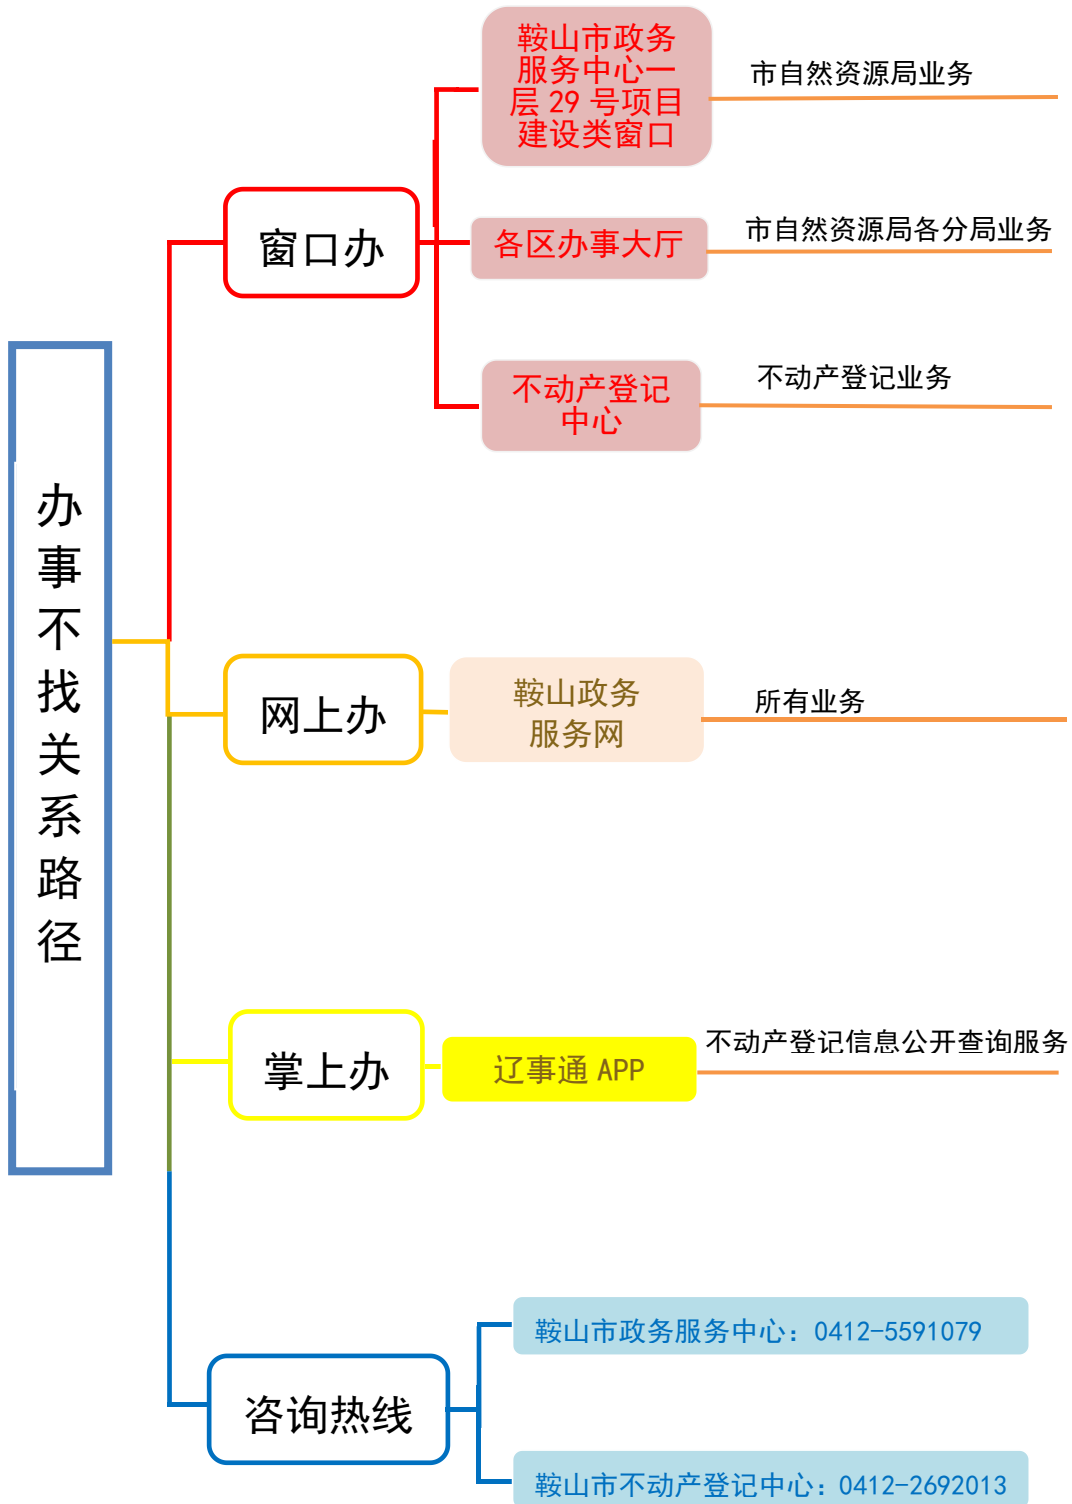 办事不找关系路径
窗口办
鞍山市政务
服务中心一
层 29 号项目
建设类窗口
市自然资源局业务
各区办事大厅
市自然资源局各分局业务
不动产登记
中心
不动产登记业务
网上办
鞍山政务
服务网
所有业务
掌上办
辽事通 APP
不动产登记信息公开查询服务
咨询热线
鞍山市政务服务中心: 0412-5591079
鞍山市不动产登记中心: 0412-2692013